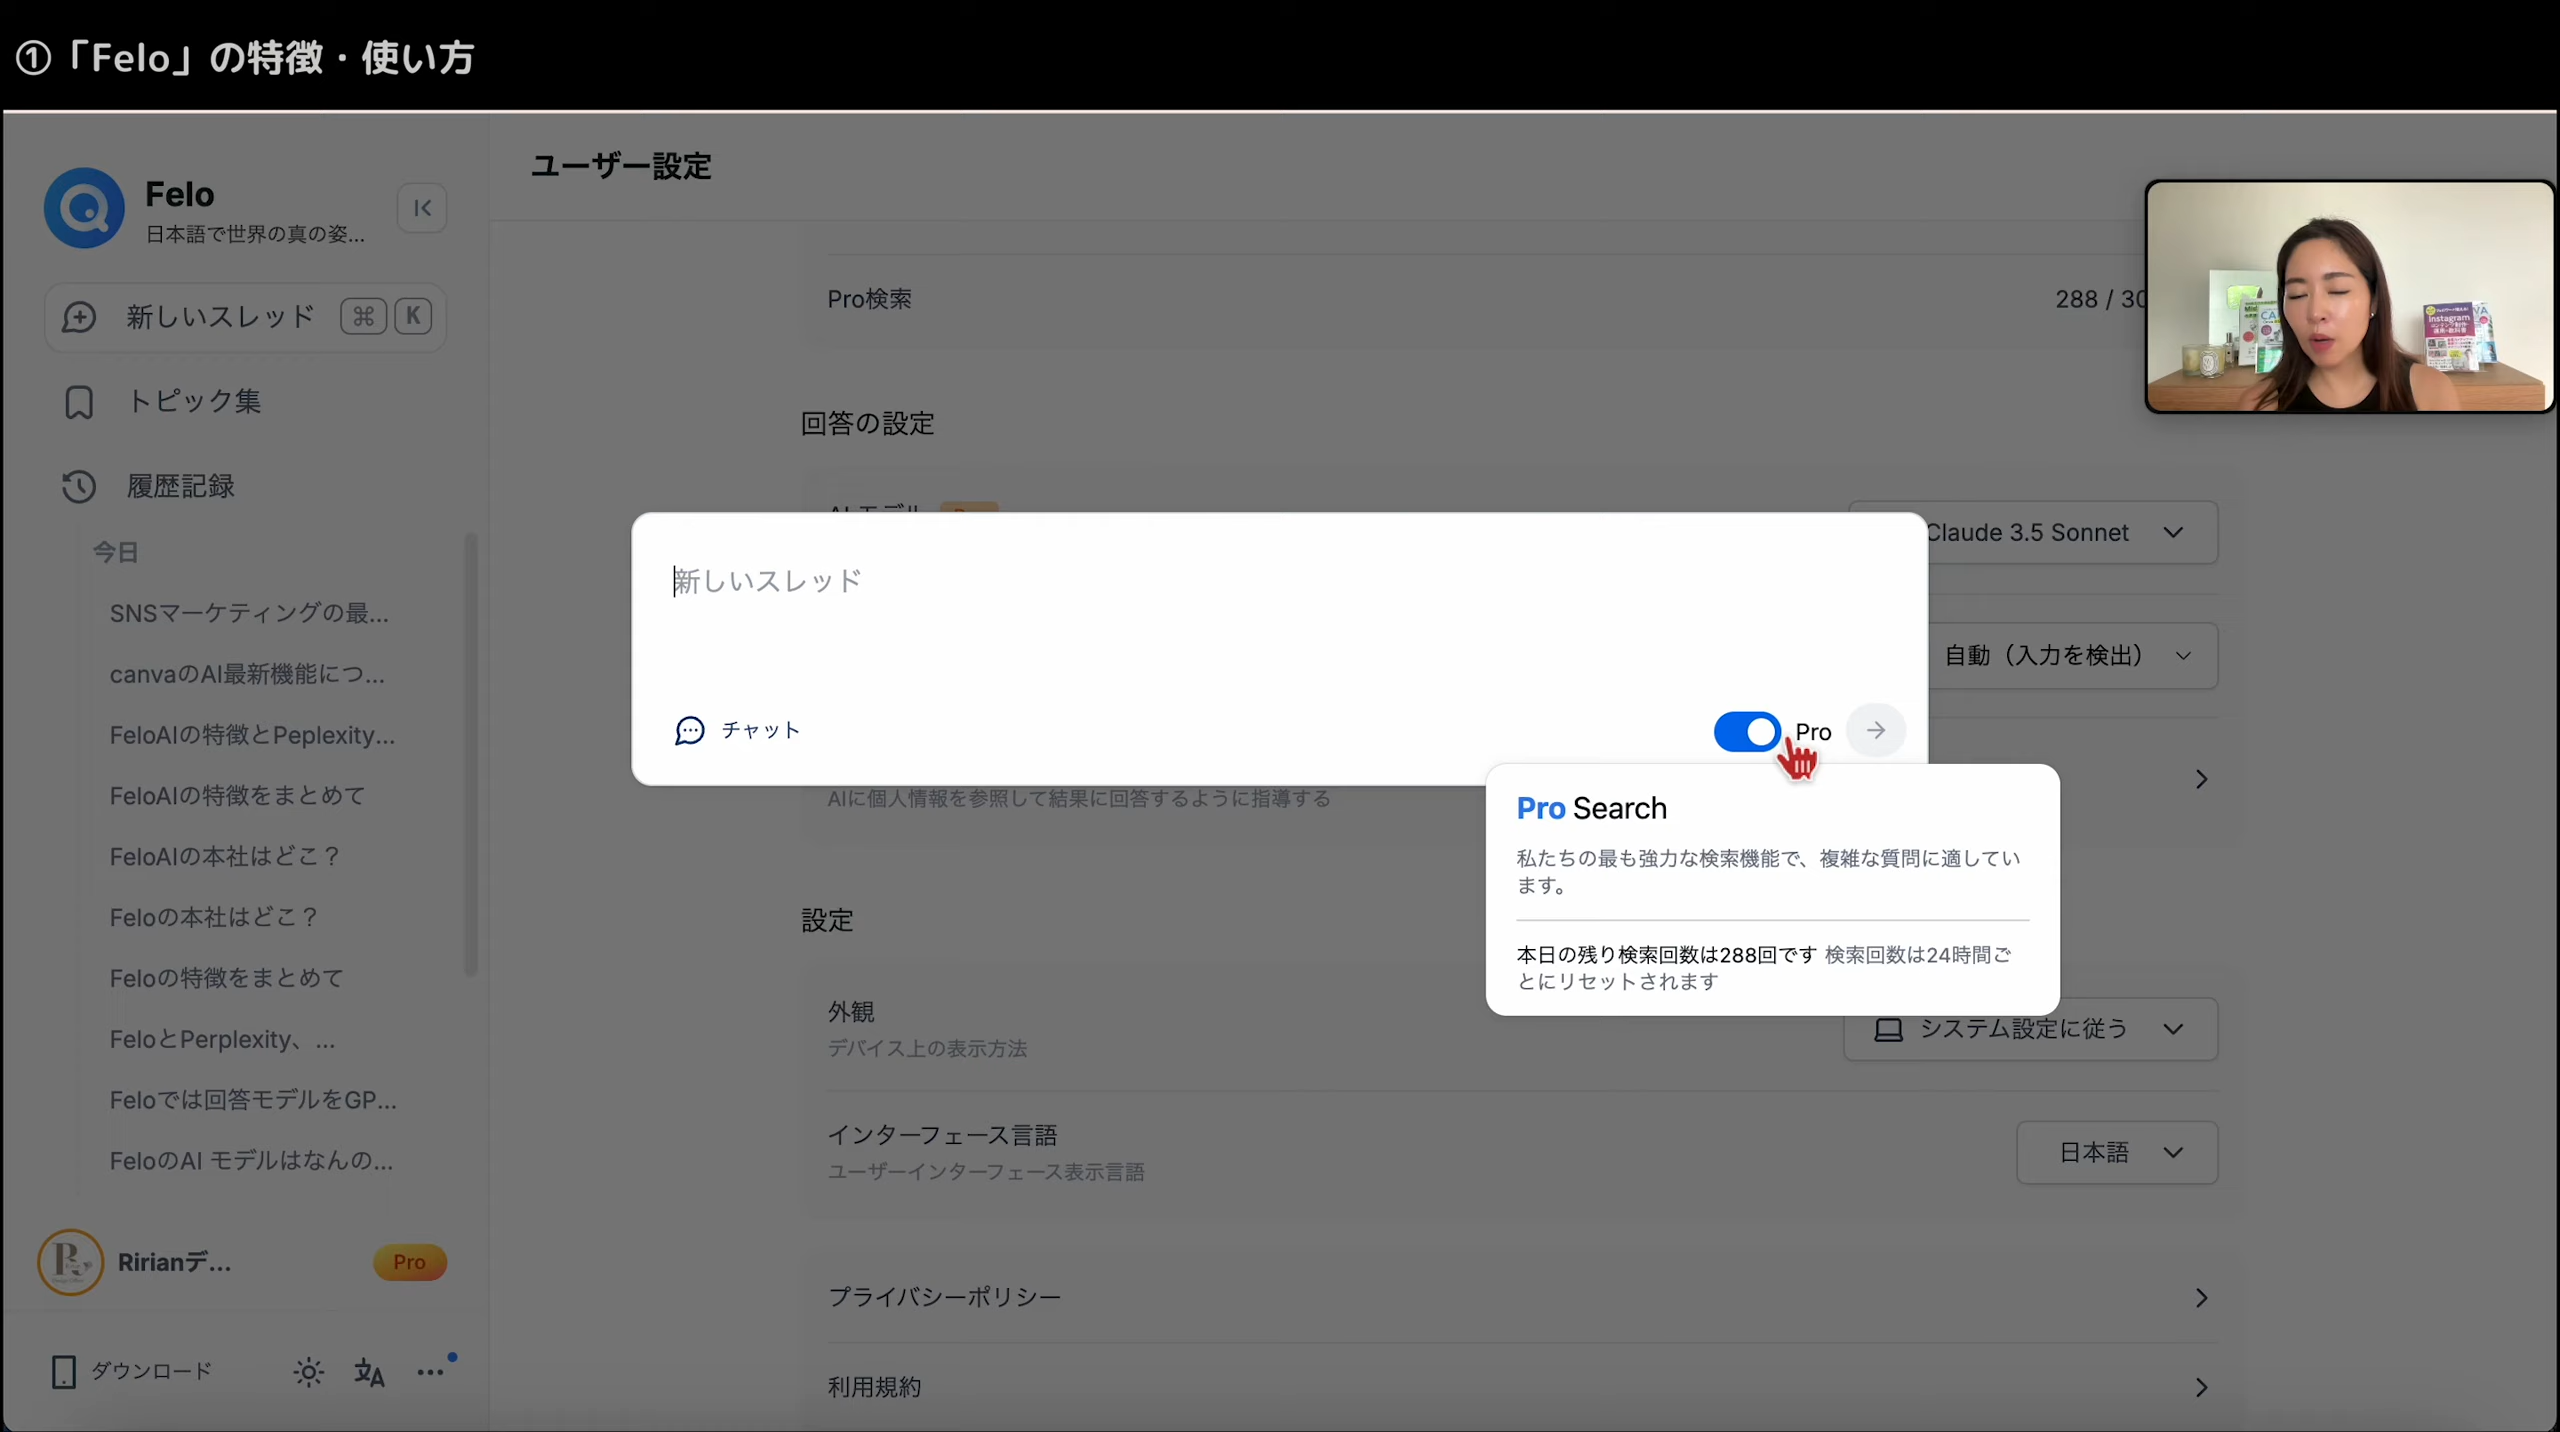 ①「Felo」の特徴・使い方
Felo
日本語で世界の真の姿...
新しいスレッド ⌘ K
トピック集
履歴記録
今日
SNSマーケティングの最...
canvaのAI最新機能につ...
FeloAIの特徴とPeplexity...
FeloAIの特徴をまとめて
FeloAIの本社はどこ？
Feloの本社はどこ？
Feloの特徴をまとめて
FeloとPerplexity、...
Feloでは回答モデルをGP...
FeloのAI モデルはなんの...
Ririanデ... Pro
ダウンロード
ユーザー設定
Pro検索 288 / 30
回答の設定
Claude 3.5 Sonnet
自動（入力を検出）
新しいスレッド
チャット Pro
AIに個人情報を参照して結果に回答するように指導する
Pro Search
私たちの最も強力な検索機能で、複雑な質問に適してい
ます。
本日の残り検索回数は288回です 検索回数は24時間ご
とにリセットされます
設定
外観
デバイス上の表示方法
システム設定に従う
インターフェース言語
ユーザーインターフェース表示言語
日本語
プライバシーポリシー
利用規約
Instagram